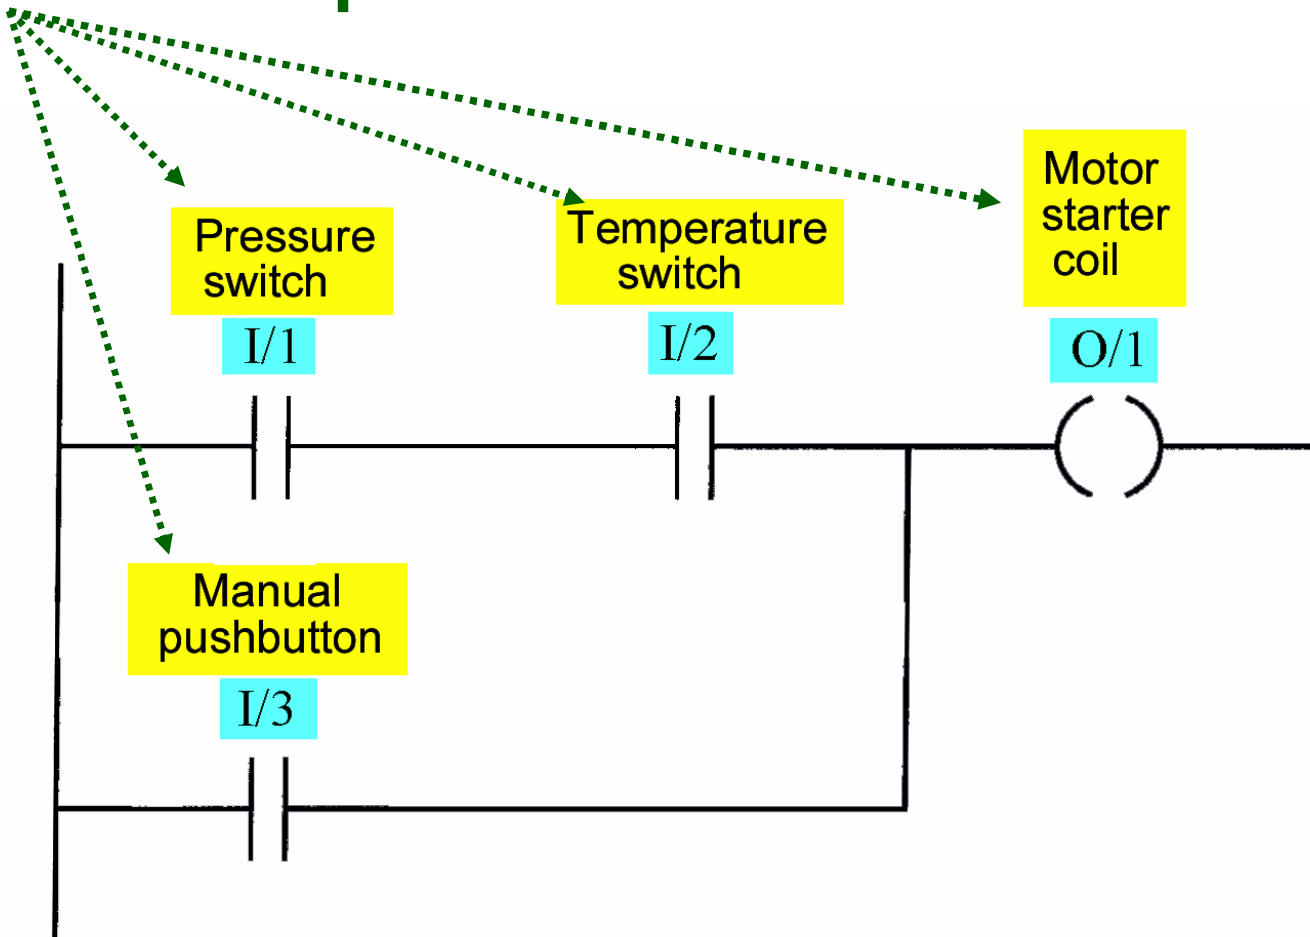 Pressure
switch
I/1
Temperature
switch
I/2
Motor
starter
coil
O/1
Manual
pushbutton
I/3